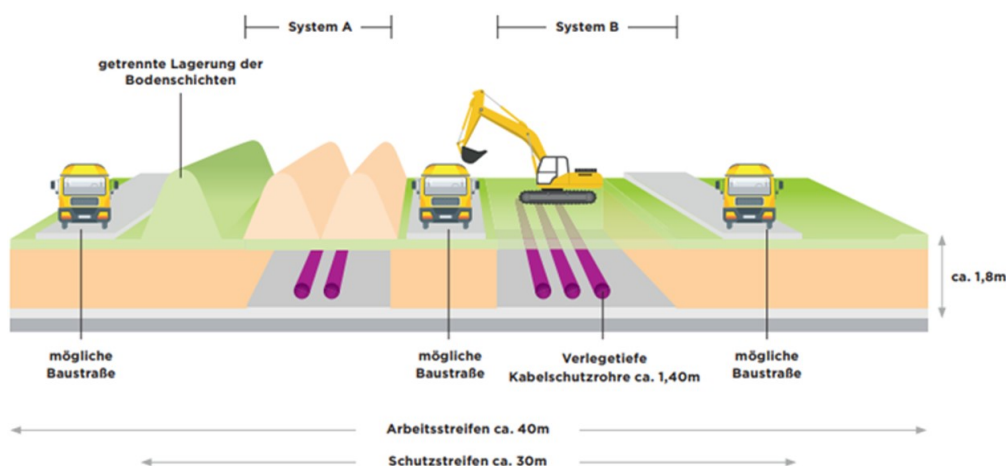 System A
System B
getrennte Lagerung der
Bodenschichten
ca. 1,8m
mögliche
Baustraße
mögliche
Baustraße
Verlegetiefe
Kabelschutzrohre ca. 1,40m
mögliche
Baustraße
Arbeitsstreifen ca. 40m
Schutzstreifen ca. 30m